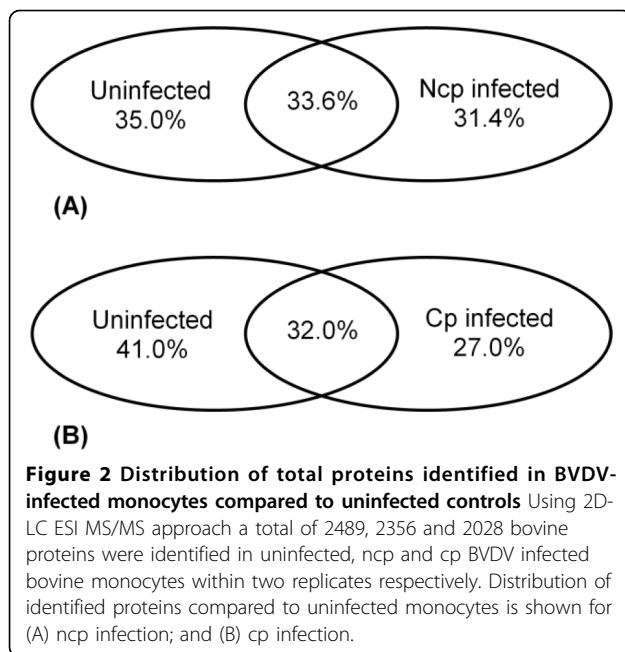 Uninfected
35.0%
33.6%
Ncp infected
31.4%
(A)
Uninfected
41.0%
32.0%
Cp infected
27.0%
(B)
Figure 2 Distribution of total proteins identified in BVDV-
infected monocytes compared to uninfected controls Using 2D-
LC ESI MS/MS approach a total of 2489, 2356 and 2028 bovine
proteins were identified in uninfected, ncp and cp BVDV infected
bovine monocytes within two replicates respectively. Distribution of
identified proteins compared to uninfected monocytes is shown for
(A) ncp infection; and (B) cp infection.